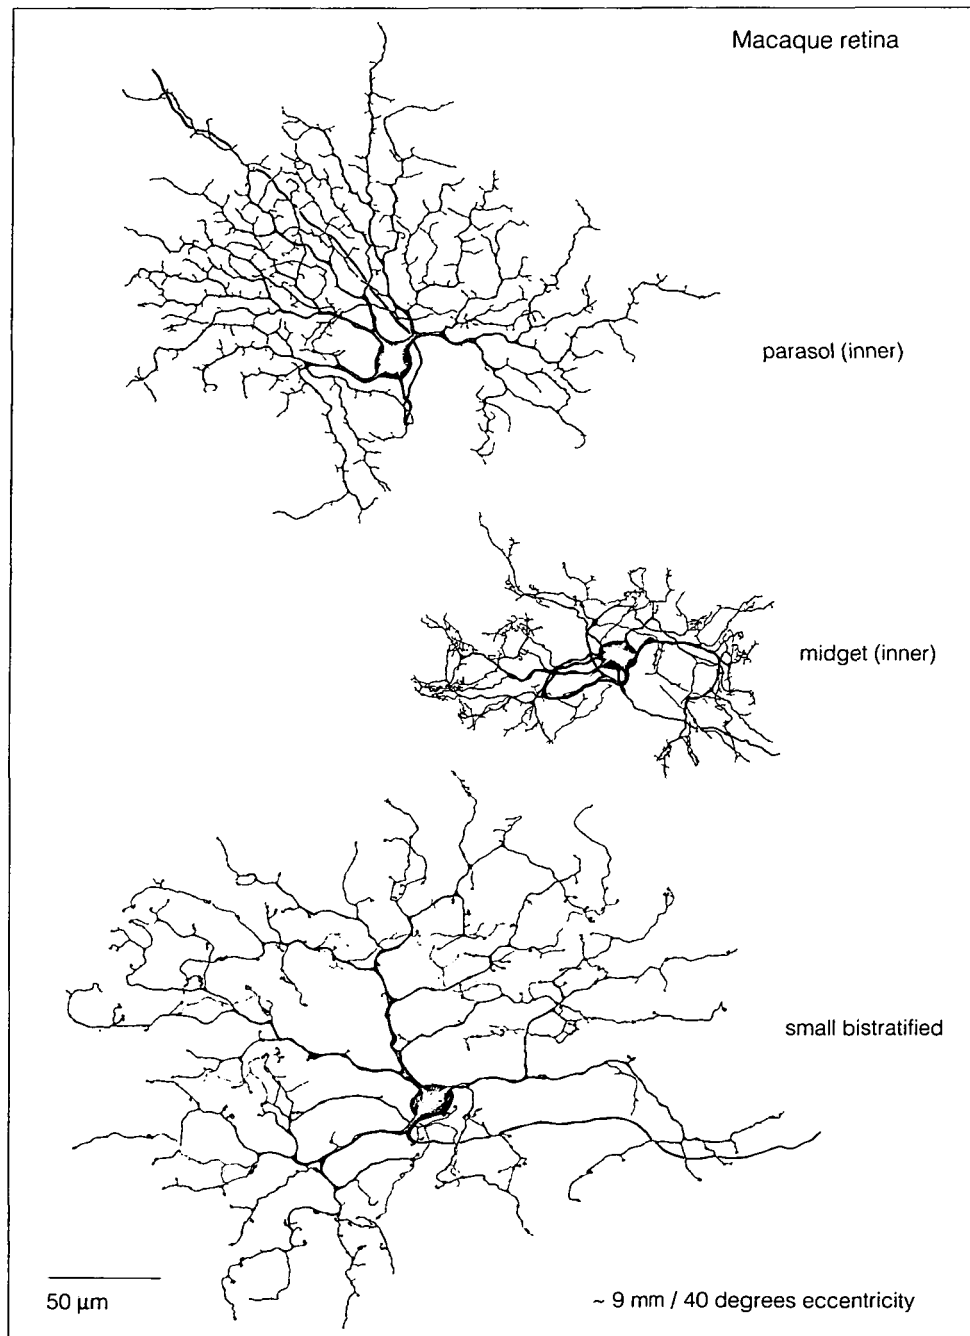 Macaque retina
parasol (inner)
midget (inner)
small bistratified
50 µm
~ 9 mm / 40 degrees eccentricity